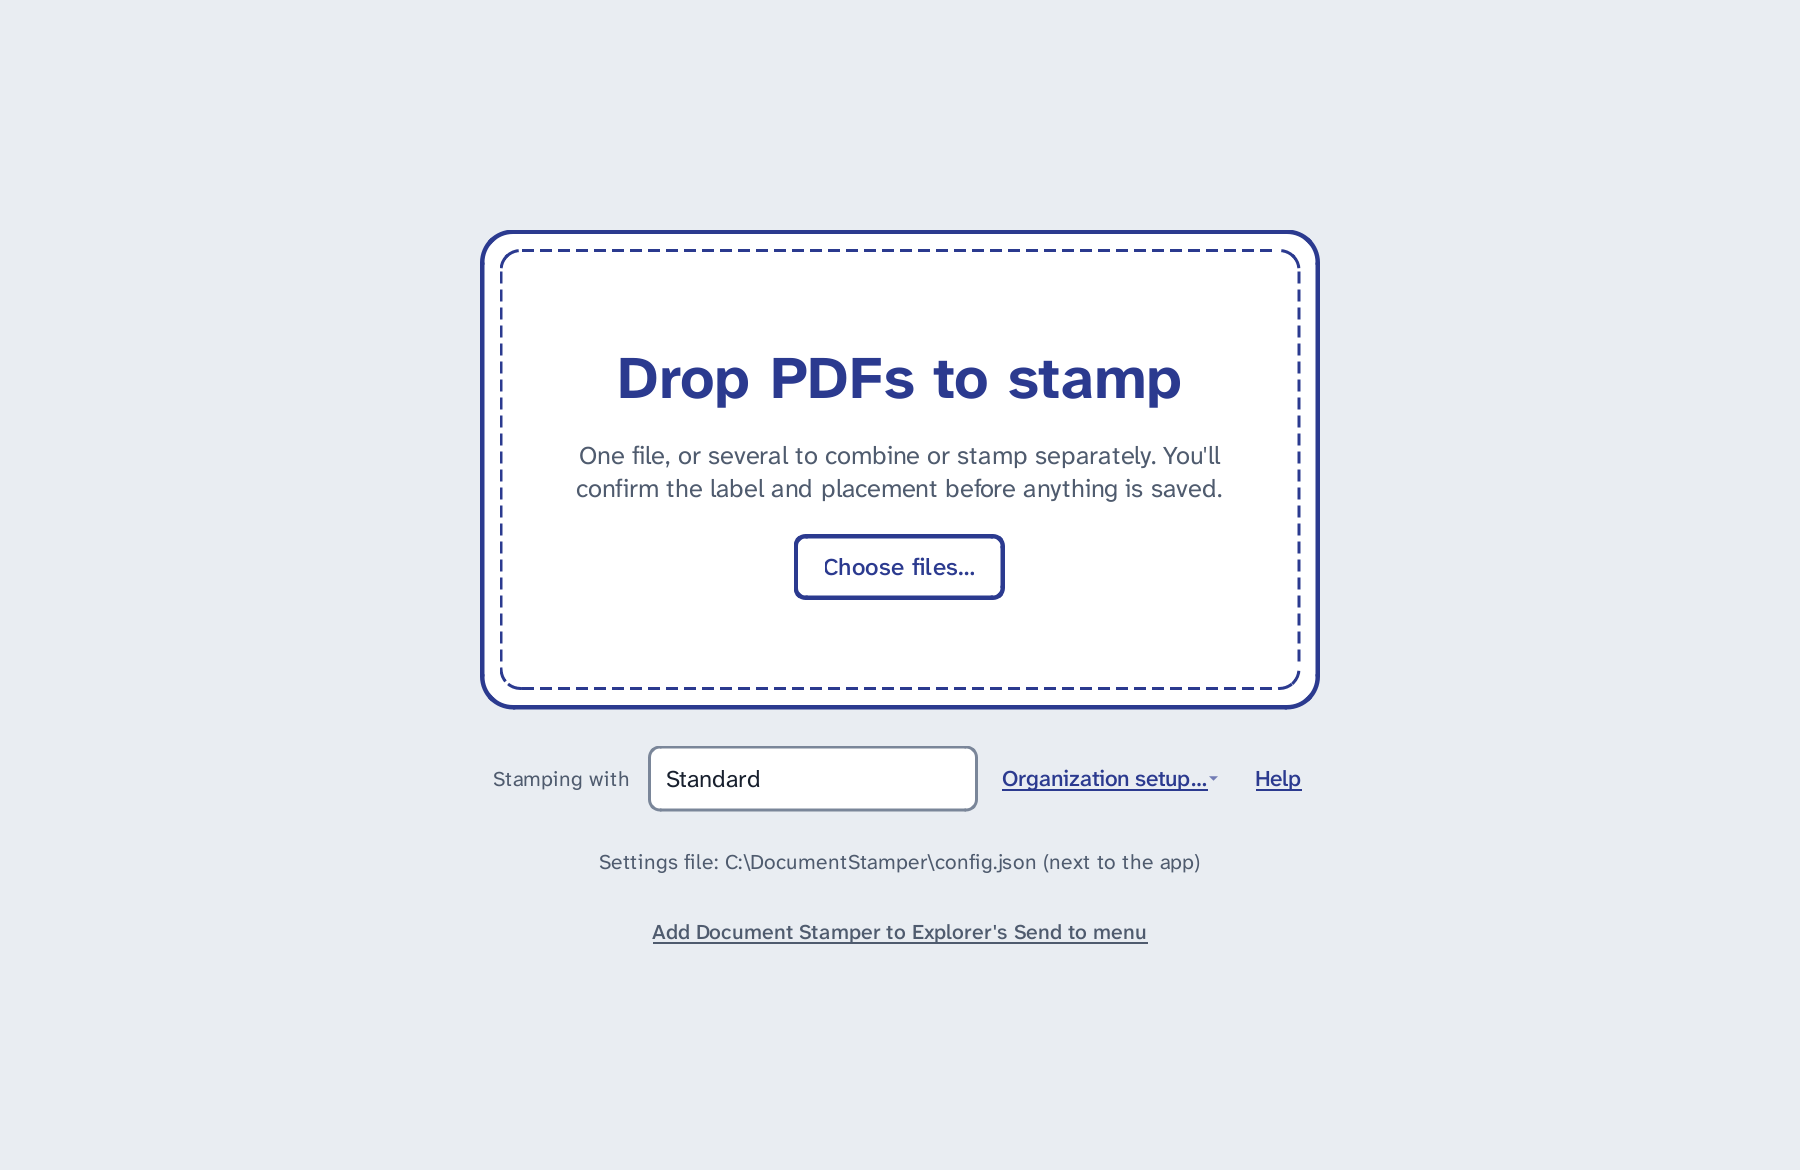 Drop PDFs to stamp
One file, or several to combine or stamp separately. You'll
confirm the label and placement before anything is saved.
Choose files...
Stamping with Standard Organization setup... Help
Settings file: C:\DocumentStamper\config.json (next to the app)
Add Document Stamper to Explorer's Send to menu